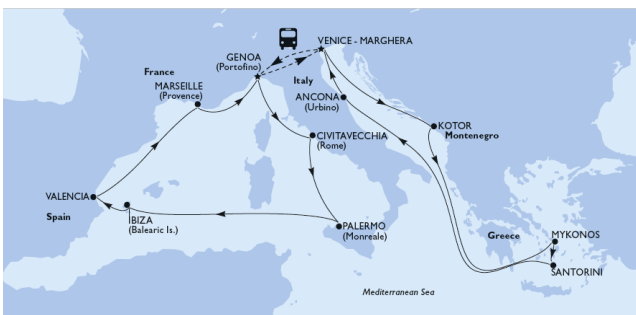 VENICE - MARGHERA
GENOA
(Portofino)
France
Italy
MARSEILLE
(Provence)
ANCONA
(Urbino)
KOTOR
Montenegro
CIVITAVECCHIA
(Rome)
VALENCIA
Spain
IBIZA
(Balearic Is.)
PALERMO
(Monreale)
Greece
MYKONOS
SANTORINI
Mediterranean Sea